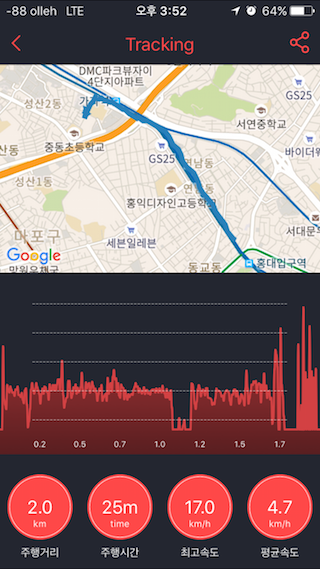 -88 olleh LTE 오후 3:52 64%
Tracking
DMC파크뷰자이
4단지아파트
성산2동
GS25
서연중학교
중동초등학교
바이더웨
산동
GS25
연남동
성산1동
홍익디자인고등학교
서대문
마포구
세븐일레븐
Google
망원우체국
동교동
홍대입구역
0.2 0.5 0.7 1.0 1.2 1.5 1.7
2.0 25m 17.0 4.7
km time km/h km/h
주행거리 주행시간 최고속도 평균속도